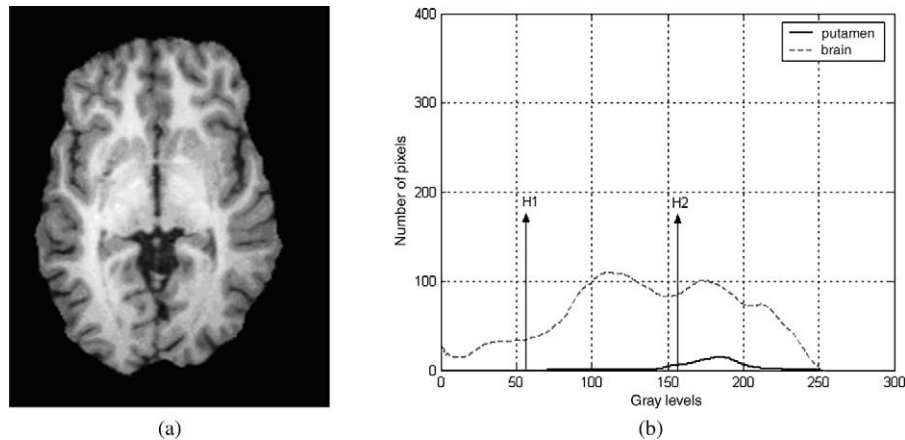 400
300
200
100
0
Number of pixels
putamen
brain
H1
H2
0 50 100 150 200 250 300
Gray levels
(a)
(b)